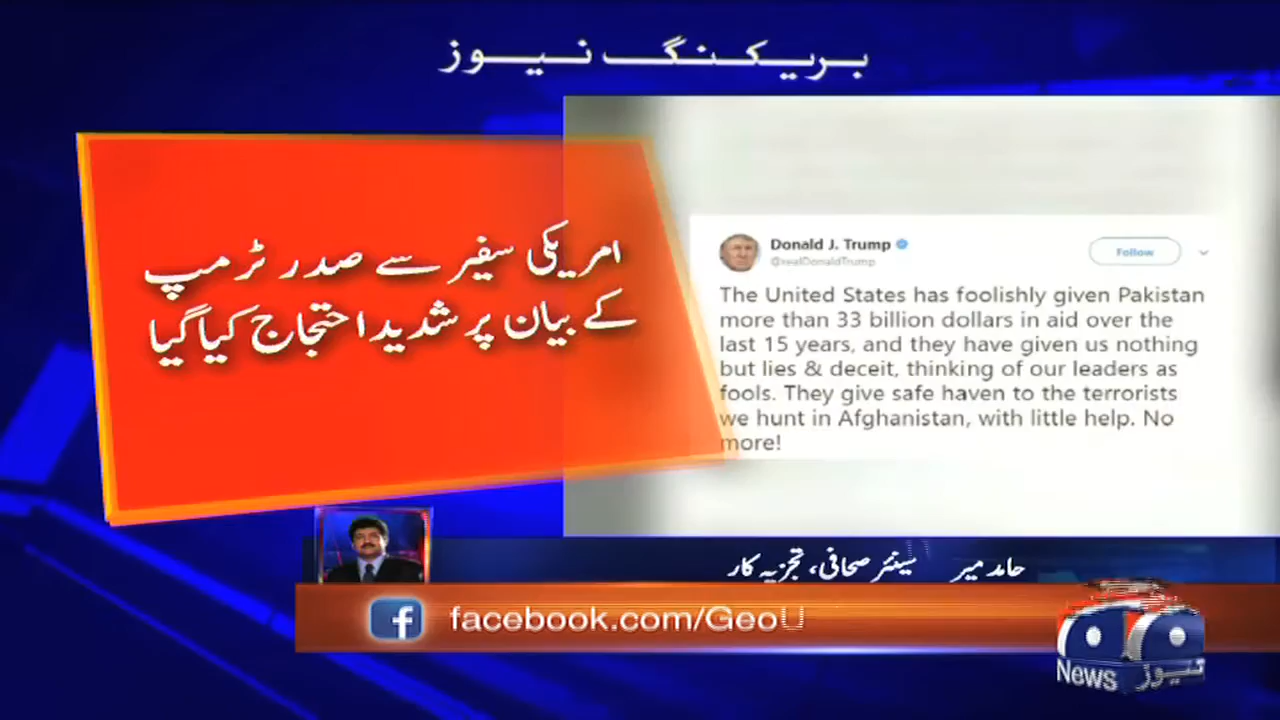 بریکنگ نیوز
امریکی سفیر سے صدر ٹرمپ
کے بیان پر شدید احتجاج کیا گیا
Donald J. Trump
@realDonaldTrump
Follow
The United States has foolishly given Pakistan
more than 33 billion dollars in aid over the
last 15 years, and they have given us nothing
but lies & deceit, thinking of our leaders as
fools. They give safe haven to the terrorists
we hunt in Afghanistan, with little help. No
more!
حامد میر سینئر صحافی، تجزیہ کار
facebook.com/GeoU
News نیوز